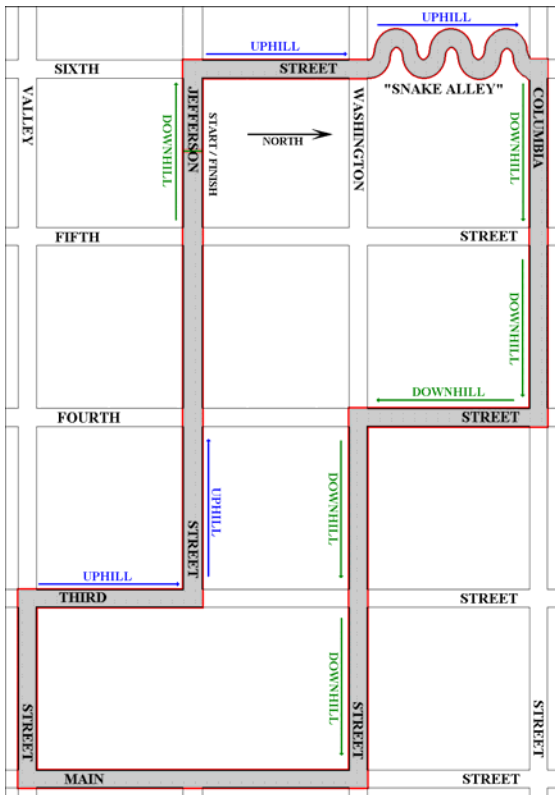 UPHILL
UPHILL
SIXTH STREET
"SNAKE ALLEY"
VALLEY
DOWNHILL
JEFFERSON
START / FINISH
NORTH
WASHINGTON
DOWNHILL
COLUMBIA
FIFTH STREET
DOWNHILL
DOWNHILL
FOURTH STREET
UPHILL
DOWNHILL
STREET
UPHILL
THIRD STREET
DOWNHILL
STREET
STREET
STREET
MAIN STREET